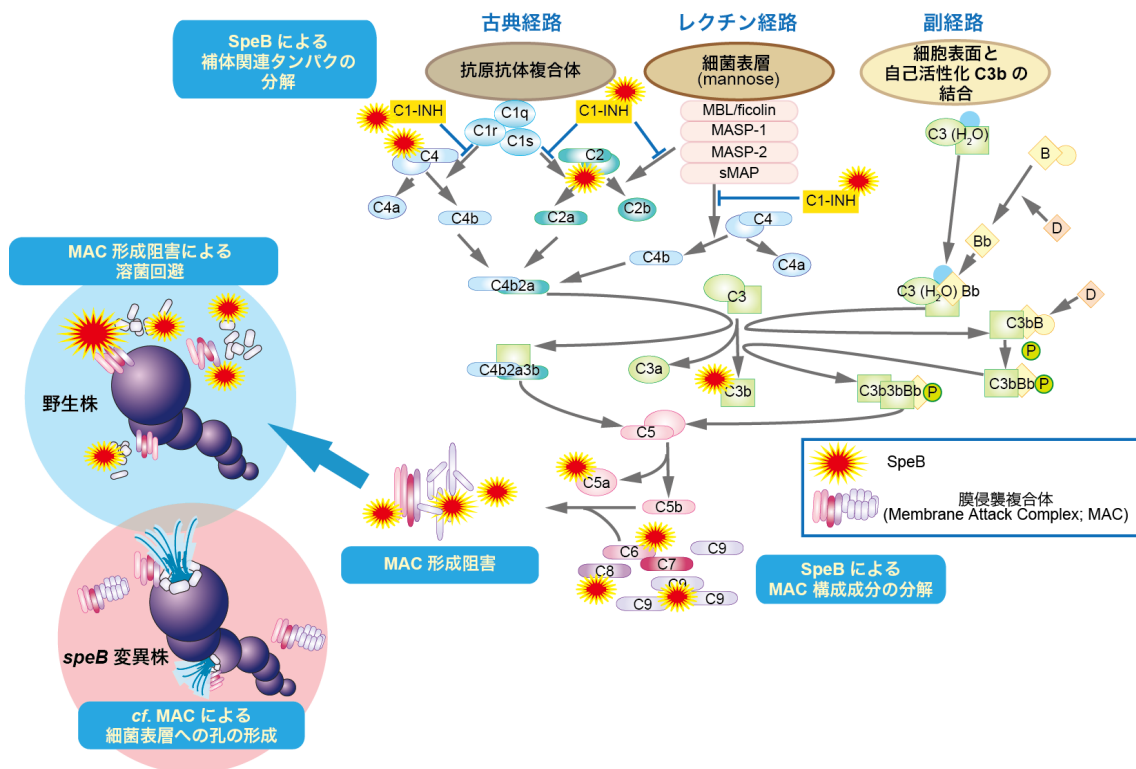 古典経路
レクチン経路
副経路
SpeB による
補体関連タンパクの
分解
抗原抗体複合体
細菌表層
(mannose)
細胞表面と
自己活性化 C3b の
結合
C1-INH
C1q
C1r
C1s
C1-INH
MBL/ficolin
MASP-1
MASP-2
sMAP
C3 (H2O)
B
C4
C2
C4a
C4b
C2a
C2b
C1-INH
C4
C4b
C4a
Bb
D
MAC 形成阻害による
溶菌回避
C4b2a
C3
C3 (H2O) Bb
D
C3bB
P
C4b2a3b
C3a
C3b
C3b3bBb
P
C3bBb
P
野生株
C5
C5a
C5b
SpeB
膜侵襲複合体
(Membrane Attack Complex; MAC)
MAC 形成阻害
C6
C7
C8
C9
C9
C9
C9
SpeB による
MAC 構成成分の分解
speB 変異株
cf. MAC による
細菌表層への孔の形成